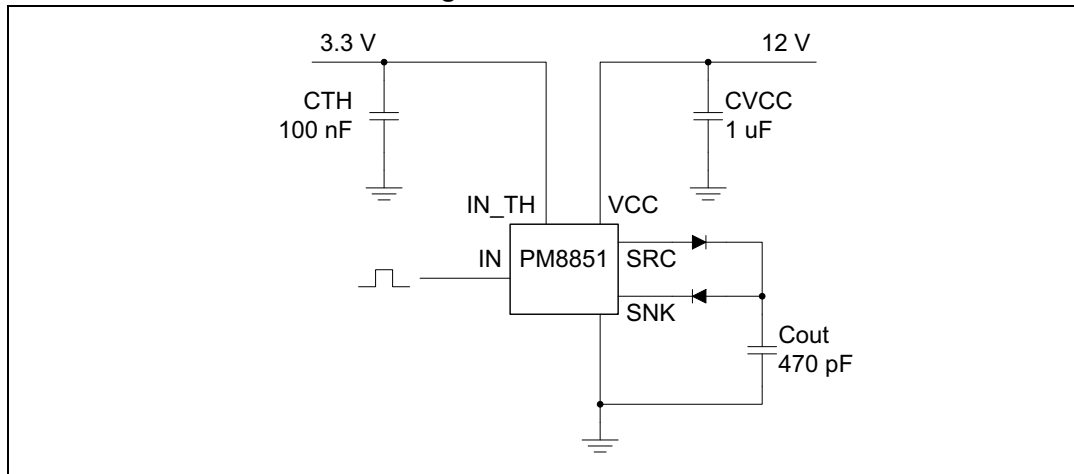 3.3 V
12 V
CTH
100 nF
CVCC
1 uF
IN_TH
VCC
IN
PM8851
SRC
SNK
Cout
470 pF